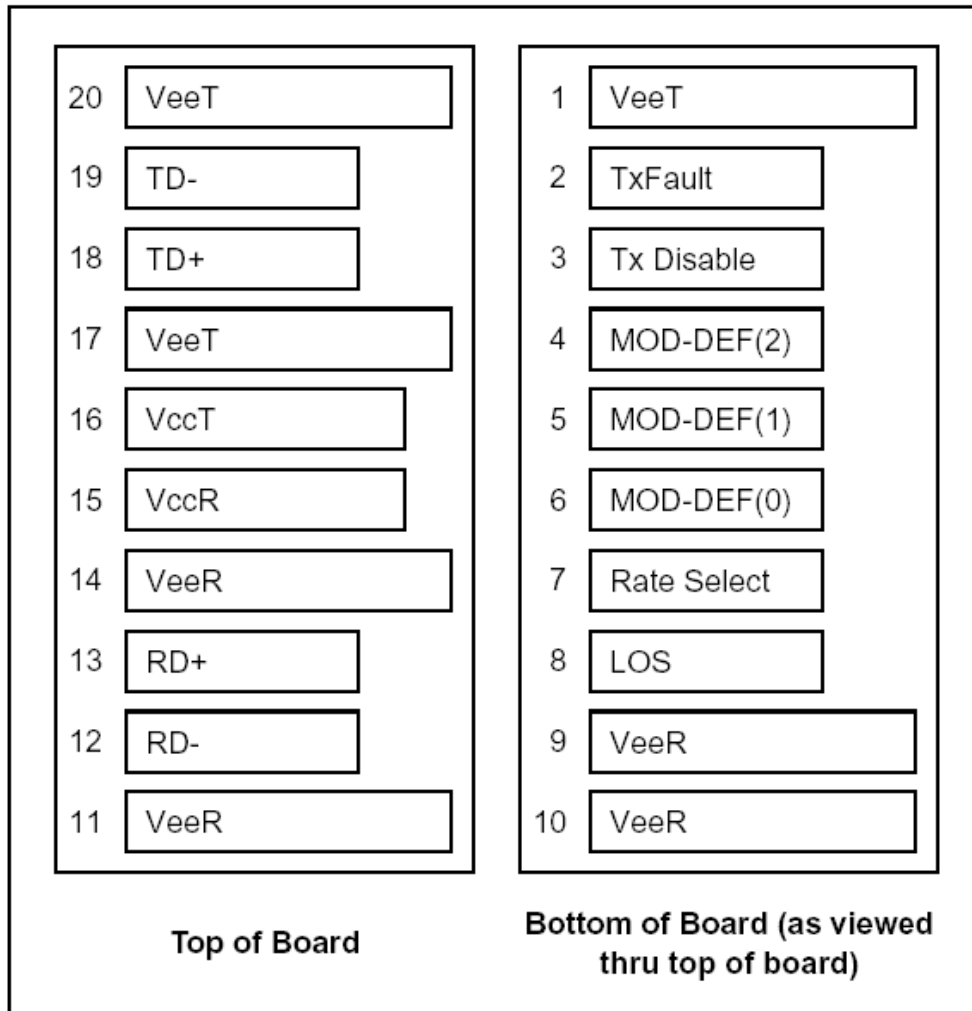 20 VeeT
19 TD-
18 TD+
17 VeeT
16 VccT
15 VccR
14 VeeR
13 RD+
12 RD-
11 VeeR
Top of Board
1 VeeT
2 TxFault
3 Tx Disable
4 MOD-DEF(2)
5 MOD-DEF(1)
6 MOD-DEF(0)
7 Rate Select
8 LOS
9 VeeR
10 VeeR
Bottom of Board (as viewed
thru top of board)